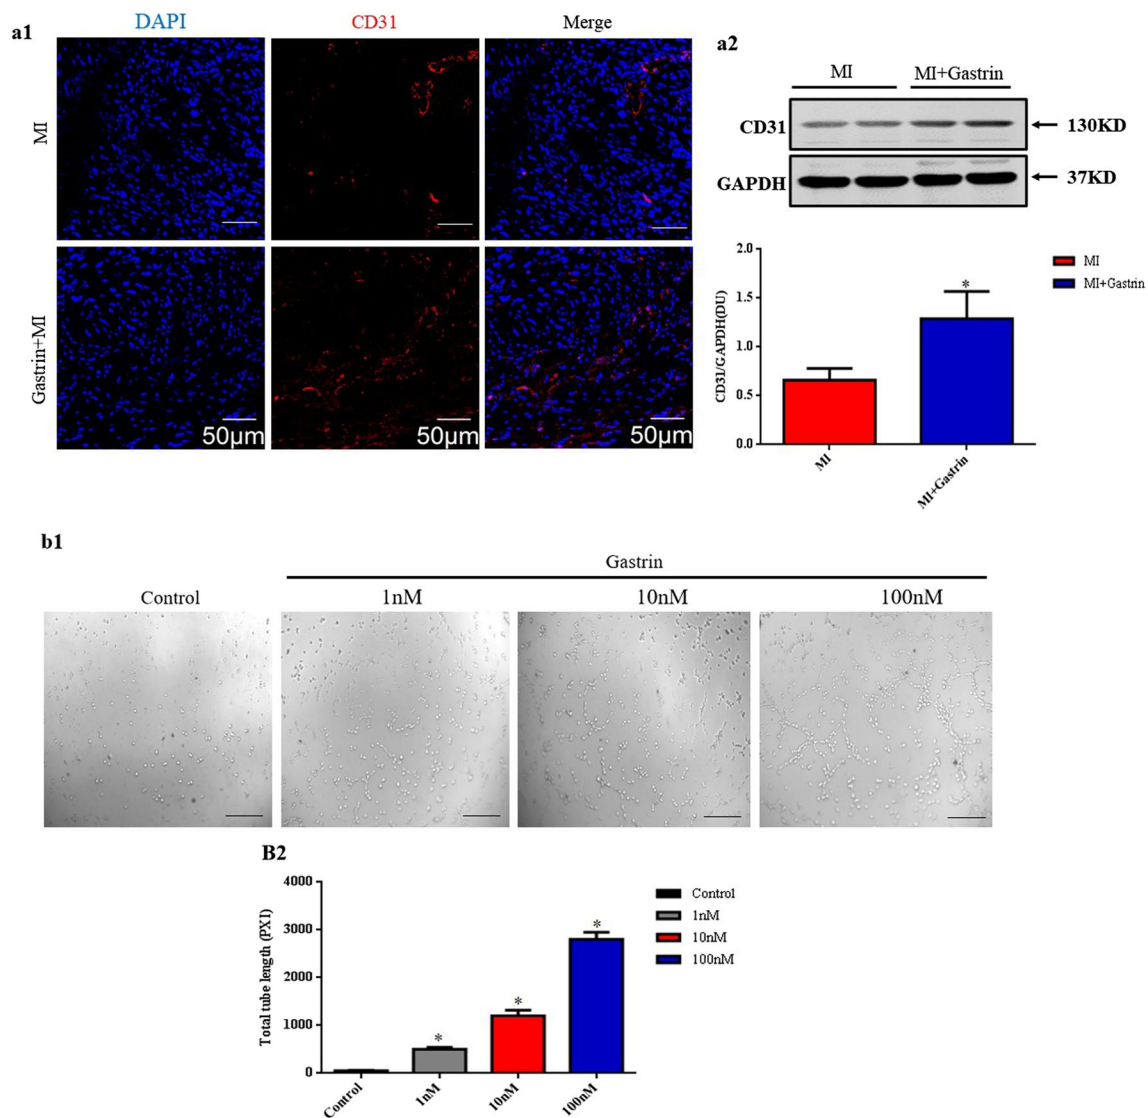 a1
DAPI
CD31
Merge
MI
Gastrin+MI
50μm
50μm
50μm
a2
MI
MI+Gastrin
CD31
130KD
GAPDH
37KD
CD31/GAPDH(DU)
2.0
1.5
1.0
0.5
0.0
*
MI
MI+Gastrin
MI
MI+Gastrin
b1
Gastrin
Control
1nM
10nM
100nM
B2
Total tube length (PXI)
4000
3000
2000
1000
0
*
*
*
Control
1nM
10nM
100nM
Control
1nM
10nM
100nM